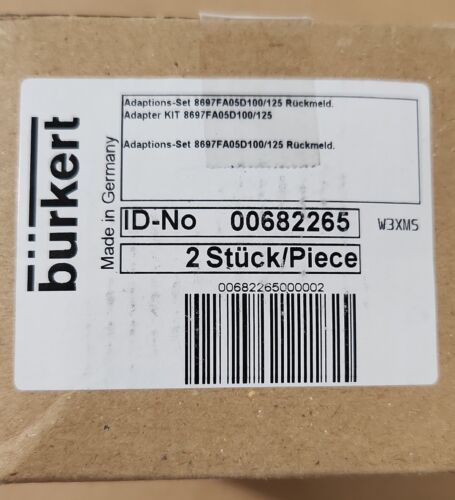 Adaptions-Set 8697FA05D100/125 Rückmeld.
Adapter KIT 8697FA05D100/125
Adaptions-Set 8697FA05D100/125 Rückmeld.
bürkert
Made in Germany
ID-No 00682265
W3XMS
2 Stück/Piece
00682265000002